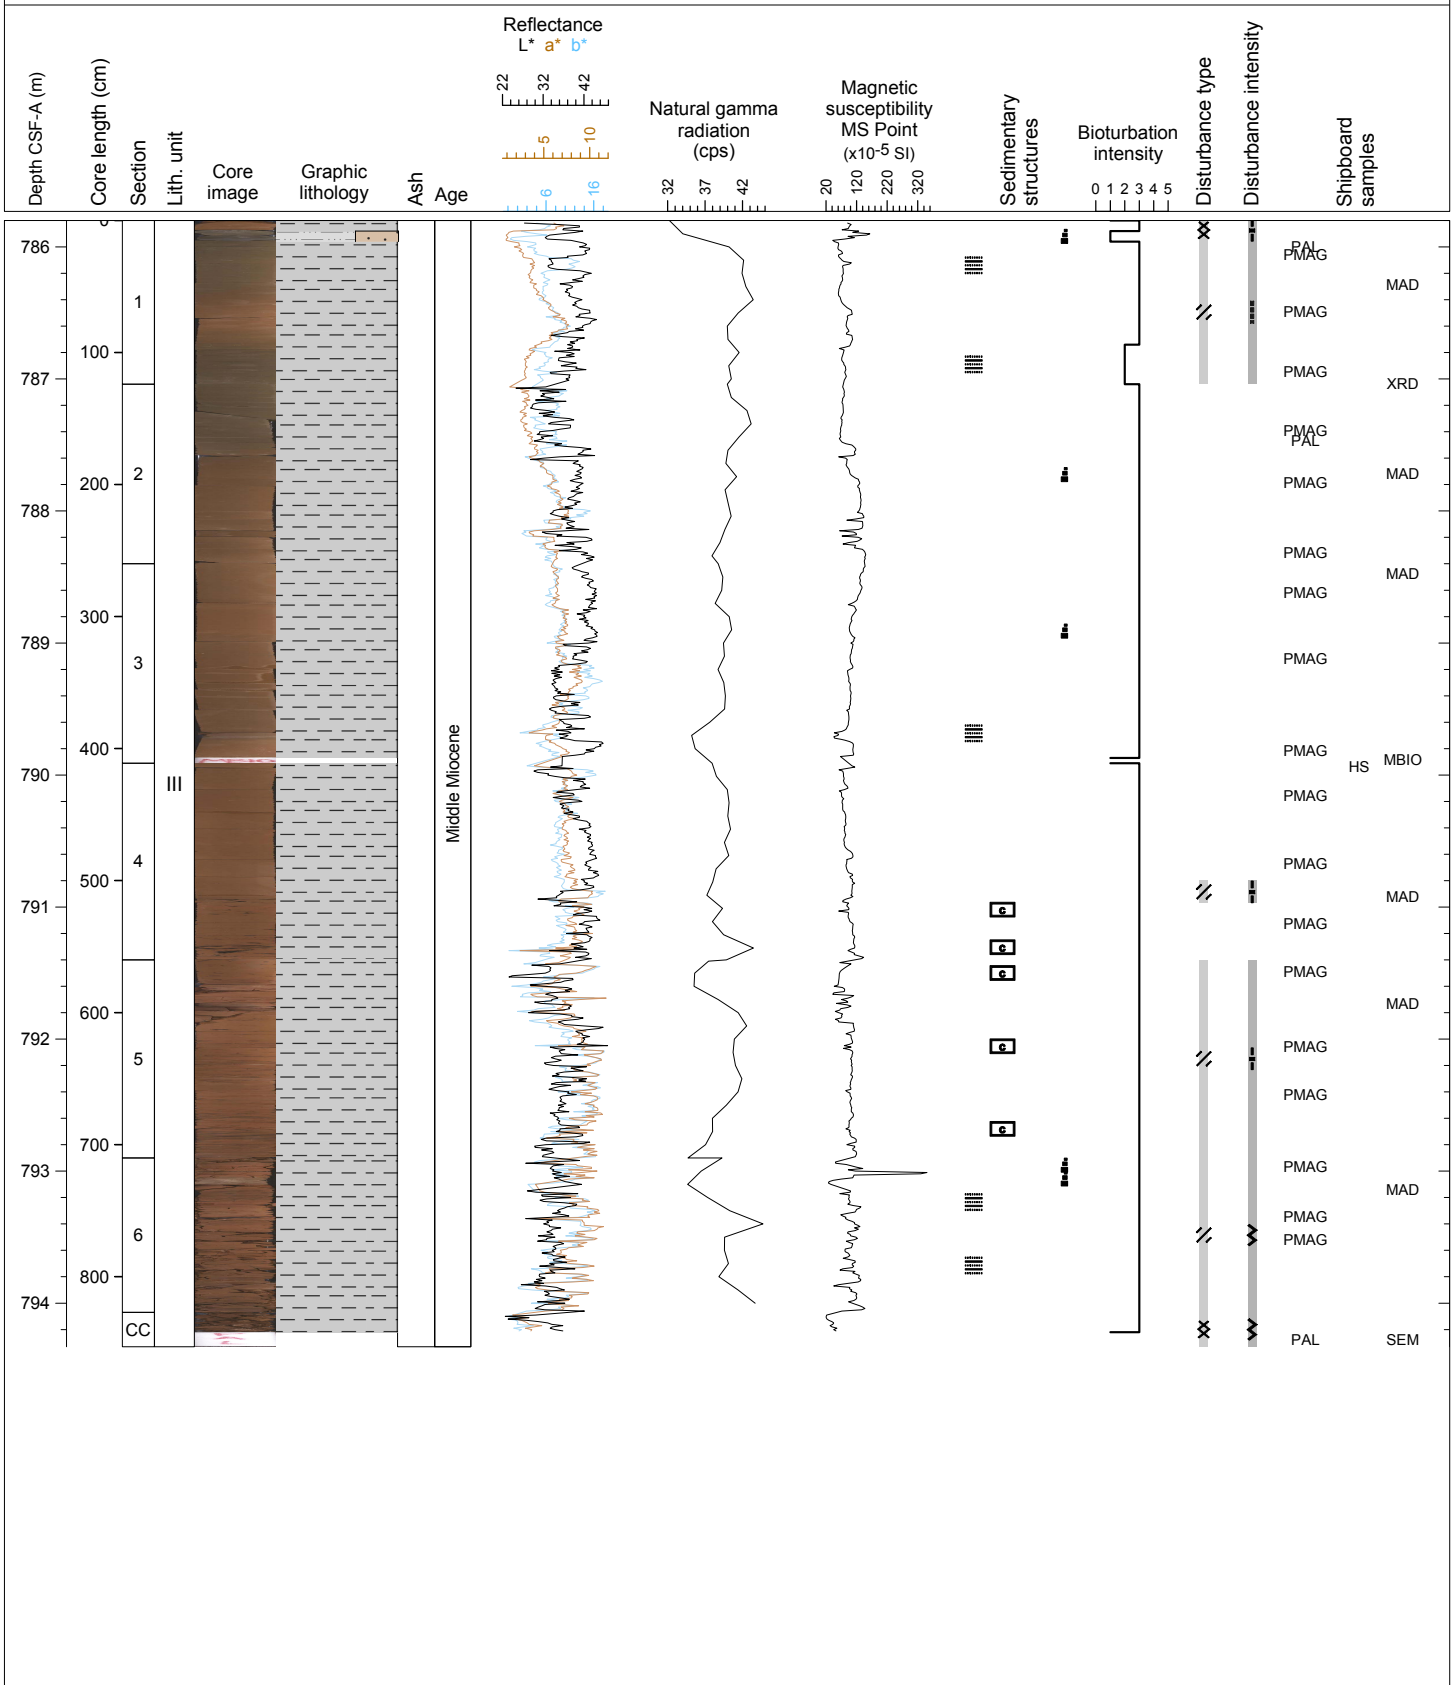 Depth CSF-A (m)
Core length (cm)
Section
Lith. unit
Core
image
Graphic
lithology
Ash
Age
Reflectance
L* a* b*
22 32 42
5 10
6 16
Natural gamma
radiation
(cps)
32 37 42
Magnetic
susceptibility
MS Point
(x10-5 SI)
20 120 220 320
Sedimentary
structures
Bioturbation
intensity
0 1 2 3 4 5
Disturbance type
Disturbance intensity
Shipboard
samples
786
787
788
789
790
791
792
793
794
0
100
200
300
400
500
600
700
800
1
2
3
4
5
6
CC
III
Middle Miocene
c
c
c
c
c
PAL
PMAG
MAD
PMAG
PMAG
XRD
PMAG
PAL
MAD
PMAG
PMAG
MAD
PMAG
PMAG
PMAG
MBIO
HS
PMAG
PMAG
MAD
PMAG
PMAG
MAD
PMAG
PMAG
PMAG
MAD
PMAG
PMAG
PAL
SEM